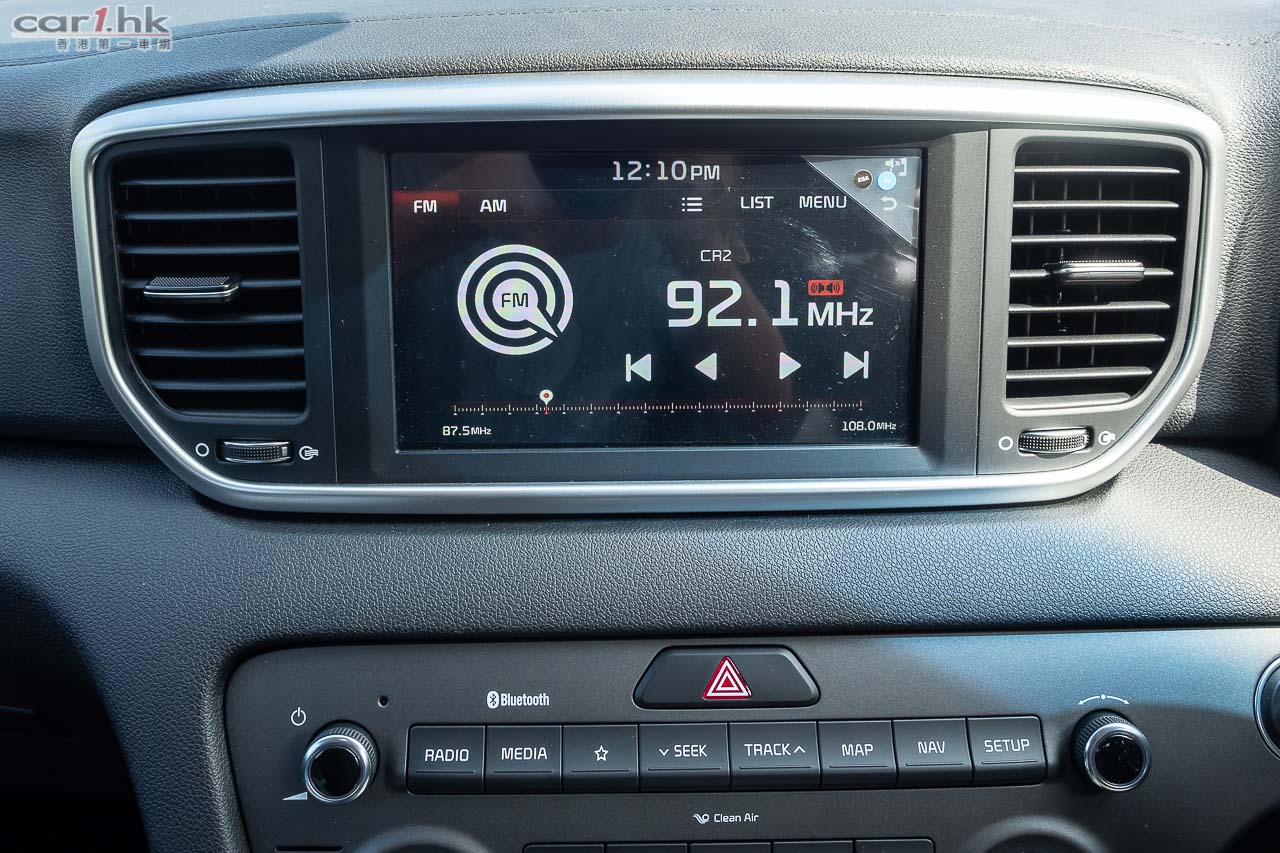 car1.hk
香港第一車網
12:10PM
FM AM LIST MENU
CR2
FM
92.1 MHz
87.5MHz 108.0MHz
Bluetooth
RADIO MEDIA SEEK TRACK MAP NAV SETUP
Clean Air